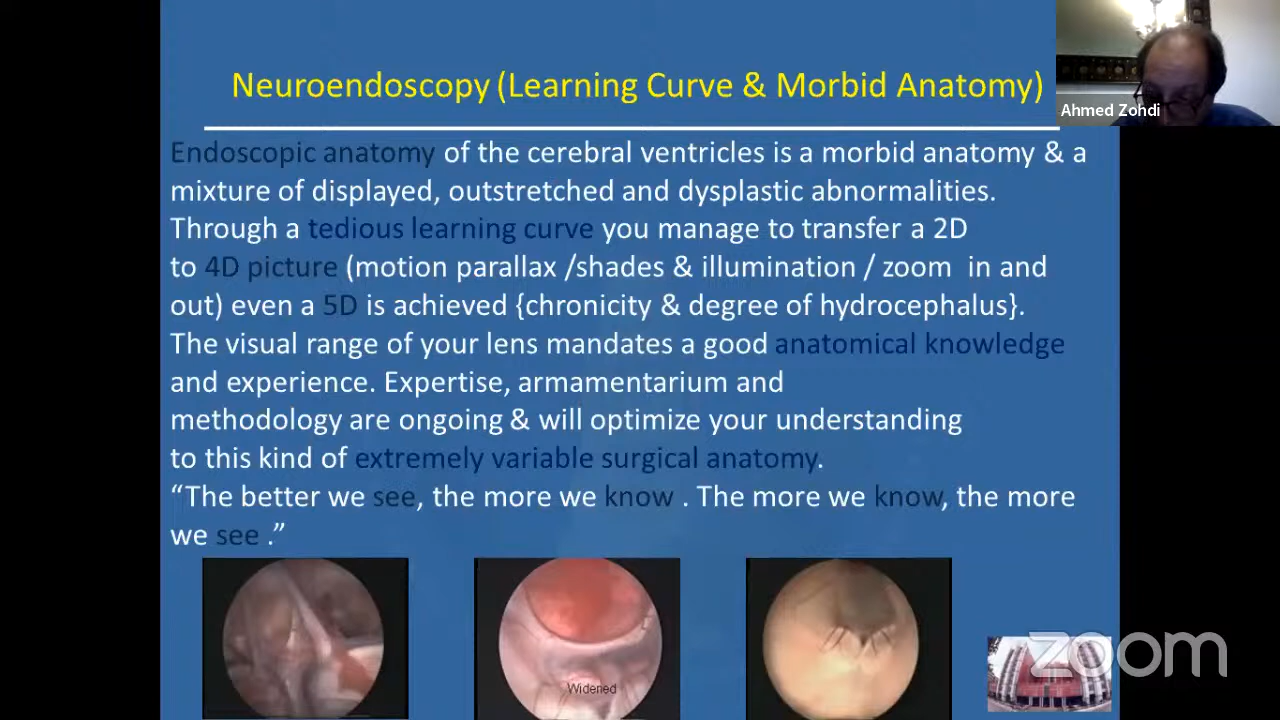 Neuroendoscopy (Learning Curve & Morbid Anatomy)
Ahmed Zohdi
Endoscopic anatomy of the cerebral ventricles is a morbid anatomy & a
mixture of displayed, outstretched and dysplastic abnormalities.
Through a tedious learning curve you manage to transfer a 2D
to 4D picture (motion parallax /shades & illumination / zoom in and
out) even a 5D is achieved {chronicity & degree of hydrocephalus}.
The visual range of your lens mandates a good anatomical knowledge
and experience. Expertise, armamentarium and
methodology are ongoing & will optimize your understanding
to this kind of extremely variable surgical anatomy.
“The better we see, the more we know . The more we know, the more
we see .”
Widened
zoom